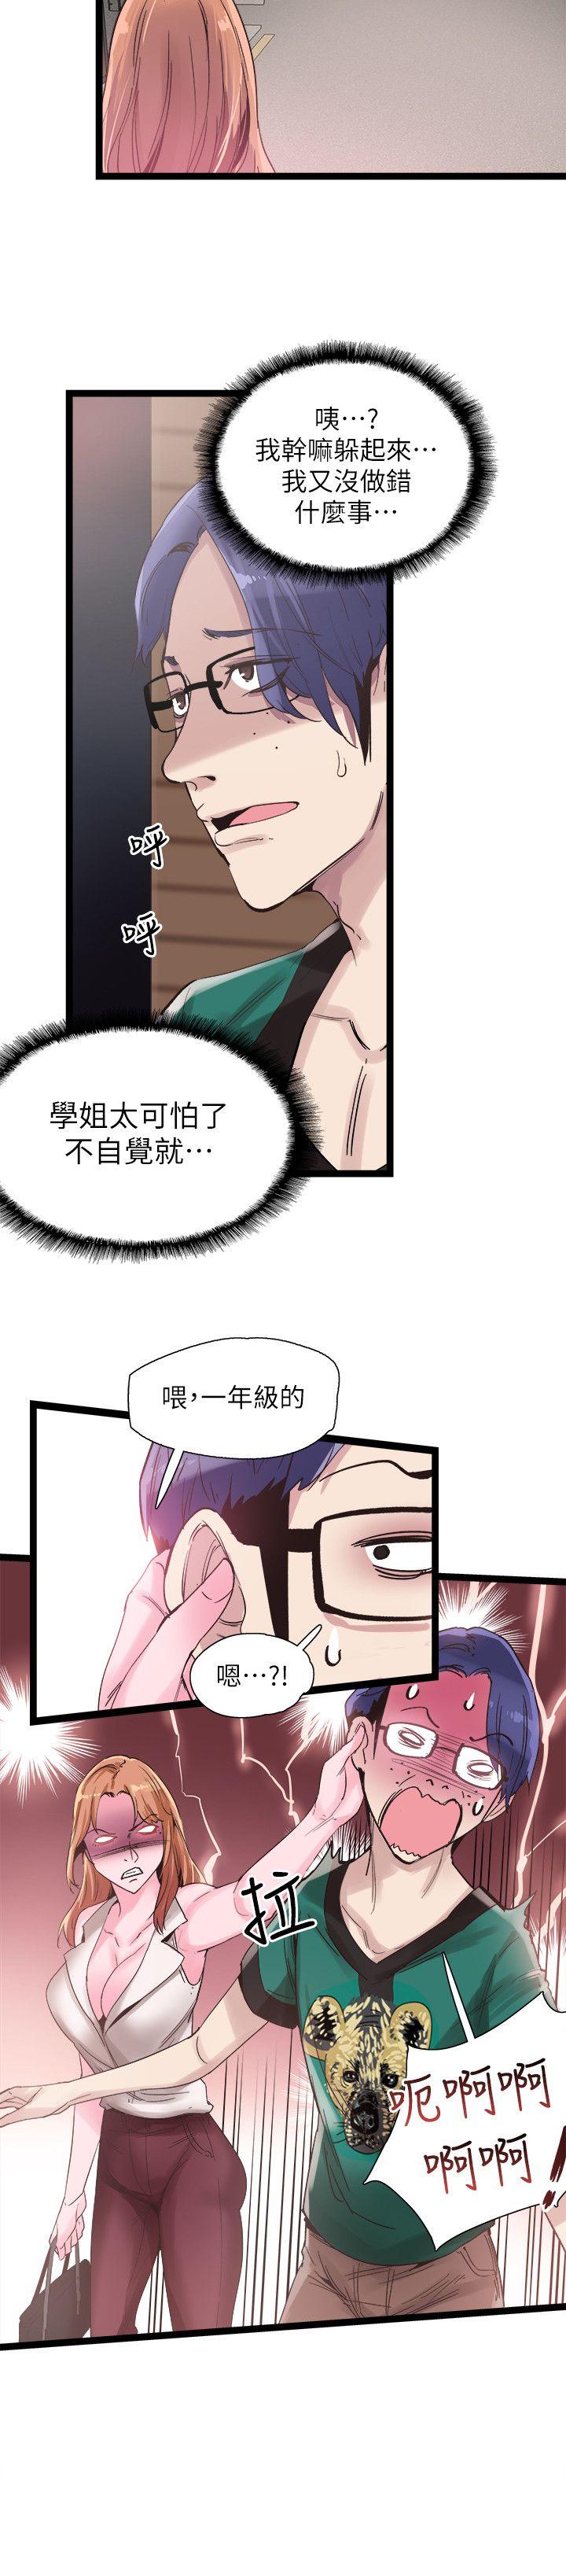 咦…?
我幹嘛躲起來…
我又沒做錯
什麼事…
呼
呼
學姐太可怕了
不自覺就…
喂,一年級的
嗯…?!
拉
呃啊啊
啊啊!!